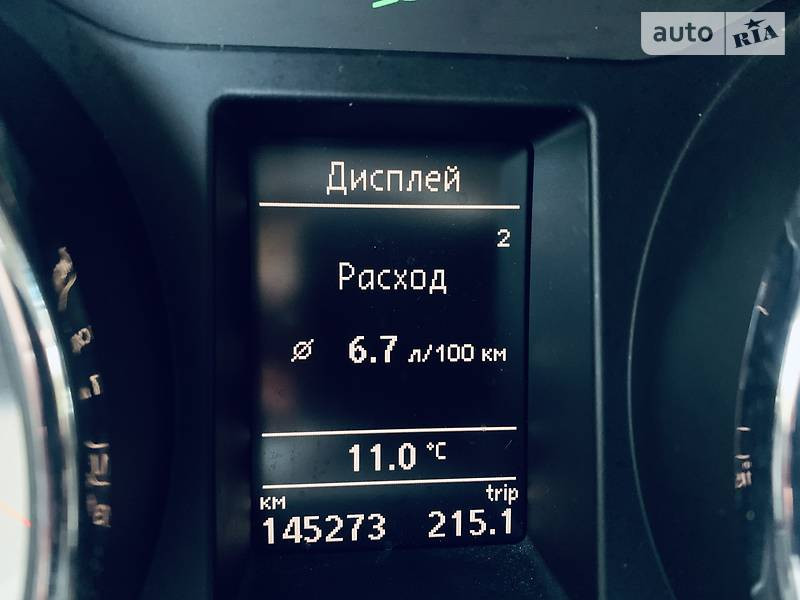 auto RIA
Дисплей
2
Расход
Ø 6.7 л/100 км
11.0 °C
км trip
145273 215.1